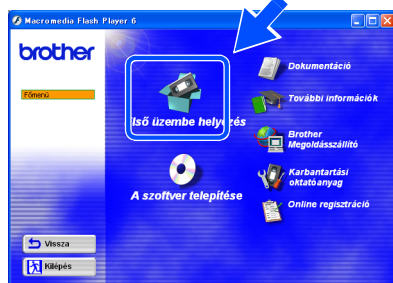 Macromedia Flash Player 6
brother
Főmenü
Első üzembe helyezés
A szoftver telepítése
Dokumentáció
További információk
Brother
Megoldásszállító
Karbantartási
oktatóanyag
Online regisztráció
Vissza
Kilépés